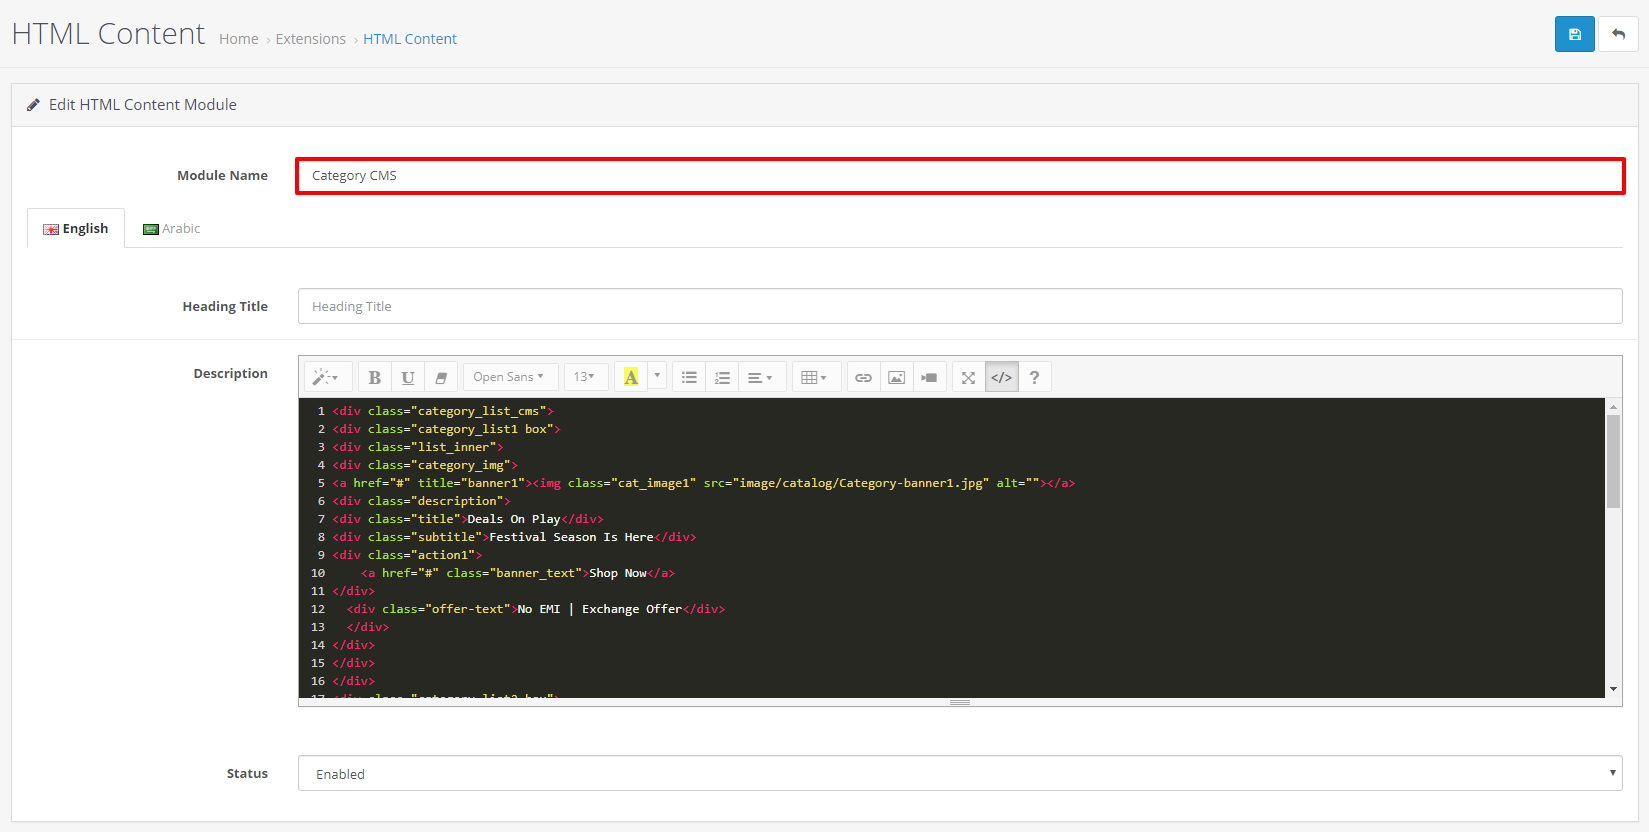 HTML Content Home › Extensions › HTML Content
Edit HTML Content Module
Module Name Category CMS
English Arabic
Heading Title Heading Title
Description
B U Open Sans 13 A </> ?
1 <div class="category_list_cms">
2 <div class="category_list1 box">
3 <div class="list_inner">
4 <div class="category_img">
5 <a href="#" title="banner1"><img class="cat_image1" src="image/catalog/Category-banner1.jpg" alt=""></a>
6 <div class="description">
7 <div class="title">Deals On Play</div>
8 <div class="subtitle">Festival Season Is Here</div>
9 <div class="action1">
10 <a href="#" class="banner_text">Shop Now</a>
11 </div>
12 <div class="offer-text">No EMI | Exchange Offer</div>
13 </div>
14 </div>
15 </div>
16 </div>
17 <div class="category_list2 box">
Status Enabled